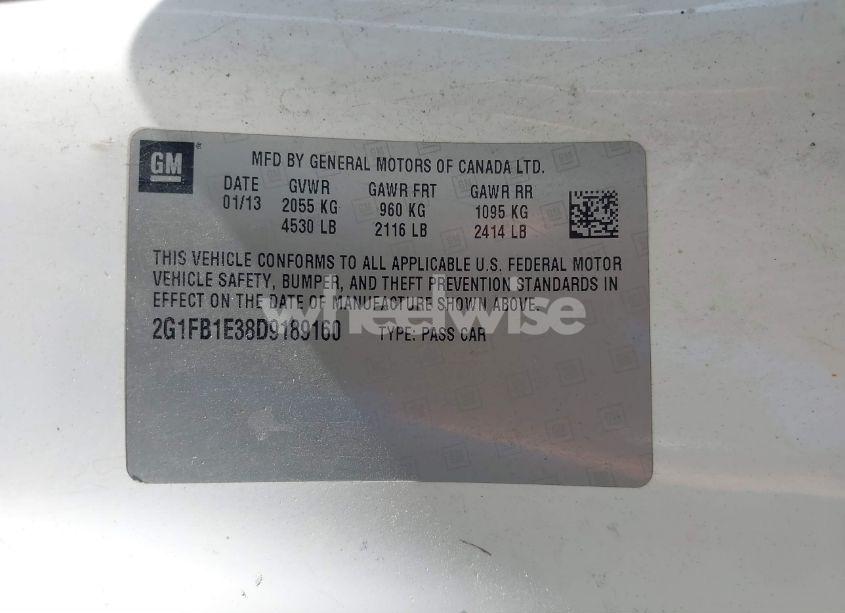 GM
MFD BY GENERAL MOTORS OF CANADA LTD.
DATE GVWR GAWR FRT GAWR RR
01/13 2055 KG 960 KG 1095 KG
4530 LB 2116 LB 2414 LB
THIS VEHICLE CONFORMS TO ALL APPLICABLE U.S. FEDERAL MOTOR
VEHICLE SAFETY, BUMPER, AND THEFT PREVENTION STANDARDS IN
EFFECT ON THE DATE OF MANUFACTURE SHOWN ABOVE.
wheelwise
2G1FB1E38D9189160 TYPE: PASS CAR